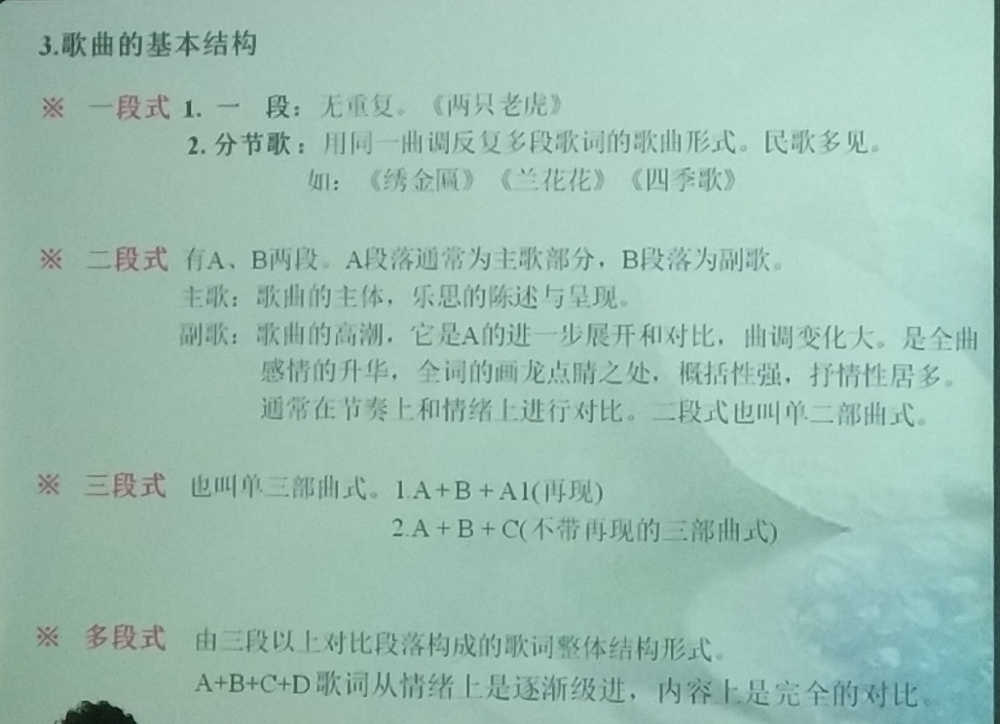 3.歌曲的基本结构
※ 一段式 1. 一 段：无重复。《两只老虎》
2. 分节歌：用同一曲调反复多段歌词的歌曲形式。民歌多见。
如：《绣金匾》《兰花花》《四季歌》
※ 二段式 有A、B两段。A段落通常为主歌部分，B段落为副歌。
主歌：歌曲的主体，乐思的陈述与呈现。
副歌：歌曲的高潮，它是A的进一步展开和对比，曲调变化大。是全曲
感情的升华，全词的画龙点睛之处，概括性强，抒情性居多。
通常在节奏上和情绪上进行对比。二段式也叫单二部曲式。
※ 三段式 也叫单三部曲式。1.A+B+A1(再现)
2.A+B+C(不带再现的三部曲式)
※ 多段式 由三段以上对比段落构成的歌词整体结构形式。
A+B+C+D歌词从情绪上是逐渐级进，内容上是完全的对比。